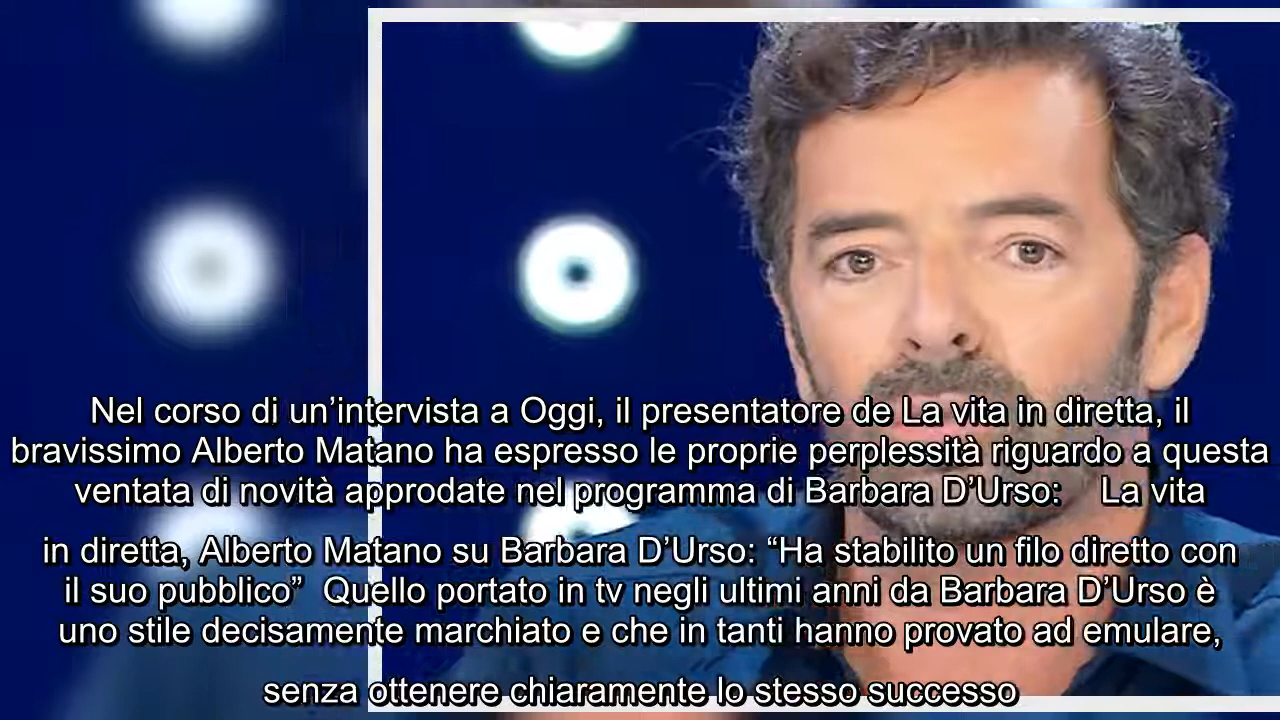 Nel corso di un’intervista a Oggi, il presentatore de La vita in diretta, il
bravissimo Alberto Matano ha espresso le proprie perplessità riguardo a questa
ventata di novità approdate nel programma di Barbara D’Urso:    La vita
in diretta, Alberto Matano su Barbara D’Urso: “Ha stabilito un filo diretto con
il suo pubblico”  Quello portato in tv negli ultimi anni da Barbara D’Urso è
uno stile decisamente marchiato e che in tanti hanno provato ad emulare,
senza ottenere chiaramente lo stesso successo